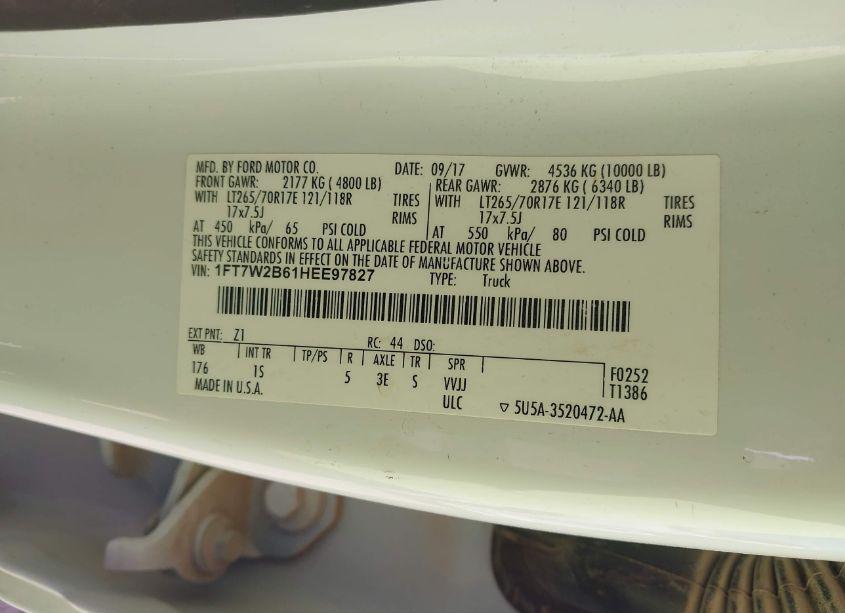 MFD. BY FORD MOTOR CO. DATE: 09/17 GVWR: 4536 KG (10000 LB)
FRONT GAWR: 2177 KG ( 4800 LB) REAR GAWR: 2876 KG ( 6340 LB)
WITH LT265/70R17E 121/118R TIRES WITH LT265/70R17E 121/118R TIRES
17x7.5J RIMS 17x7.5J RIMS
AT 450 kPa/ 65 PSI COLD AT 550 kPa/ 80 PSI COLD
THIS VEHICLE CONFORMS TO ALL APPLICABLE FEDERAL MOTOR VEHICLE
SAFETY STANDARDS IN EFFECT ON THE DATE OF MANUFACTURE SHOWN ABOVE.
VIN: 1FT7W2B61HEE97827 TYPE: Truck
EXT PNT: Z1 RC: 44 DSO:
WB INT TR TP/PS R AXLE TR SPR F0252
176 1S 5 3E S VVJJ T1386
MADE IN U.S.A. ULC 5U5A-3520472-AA